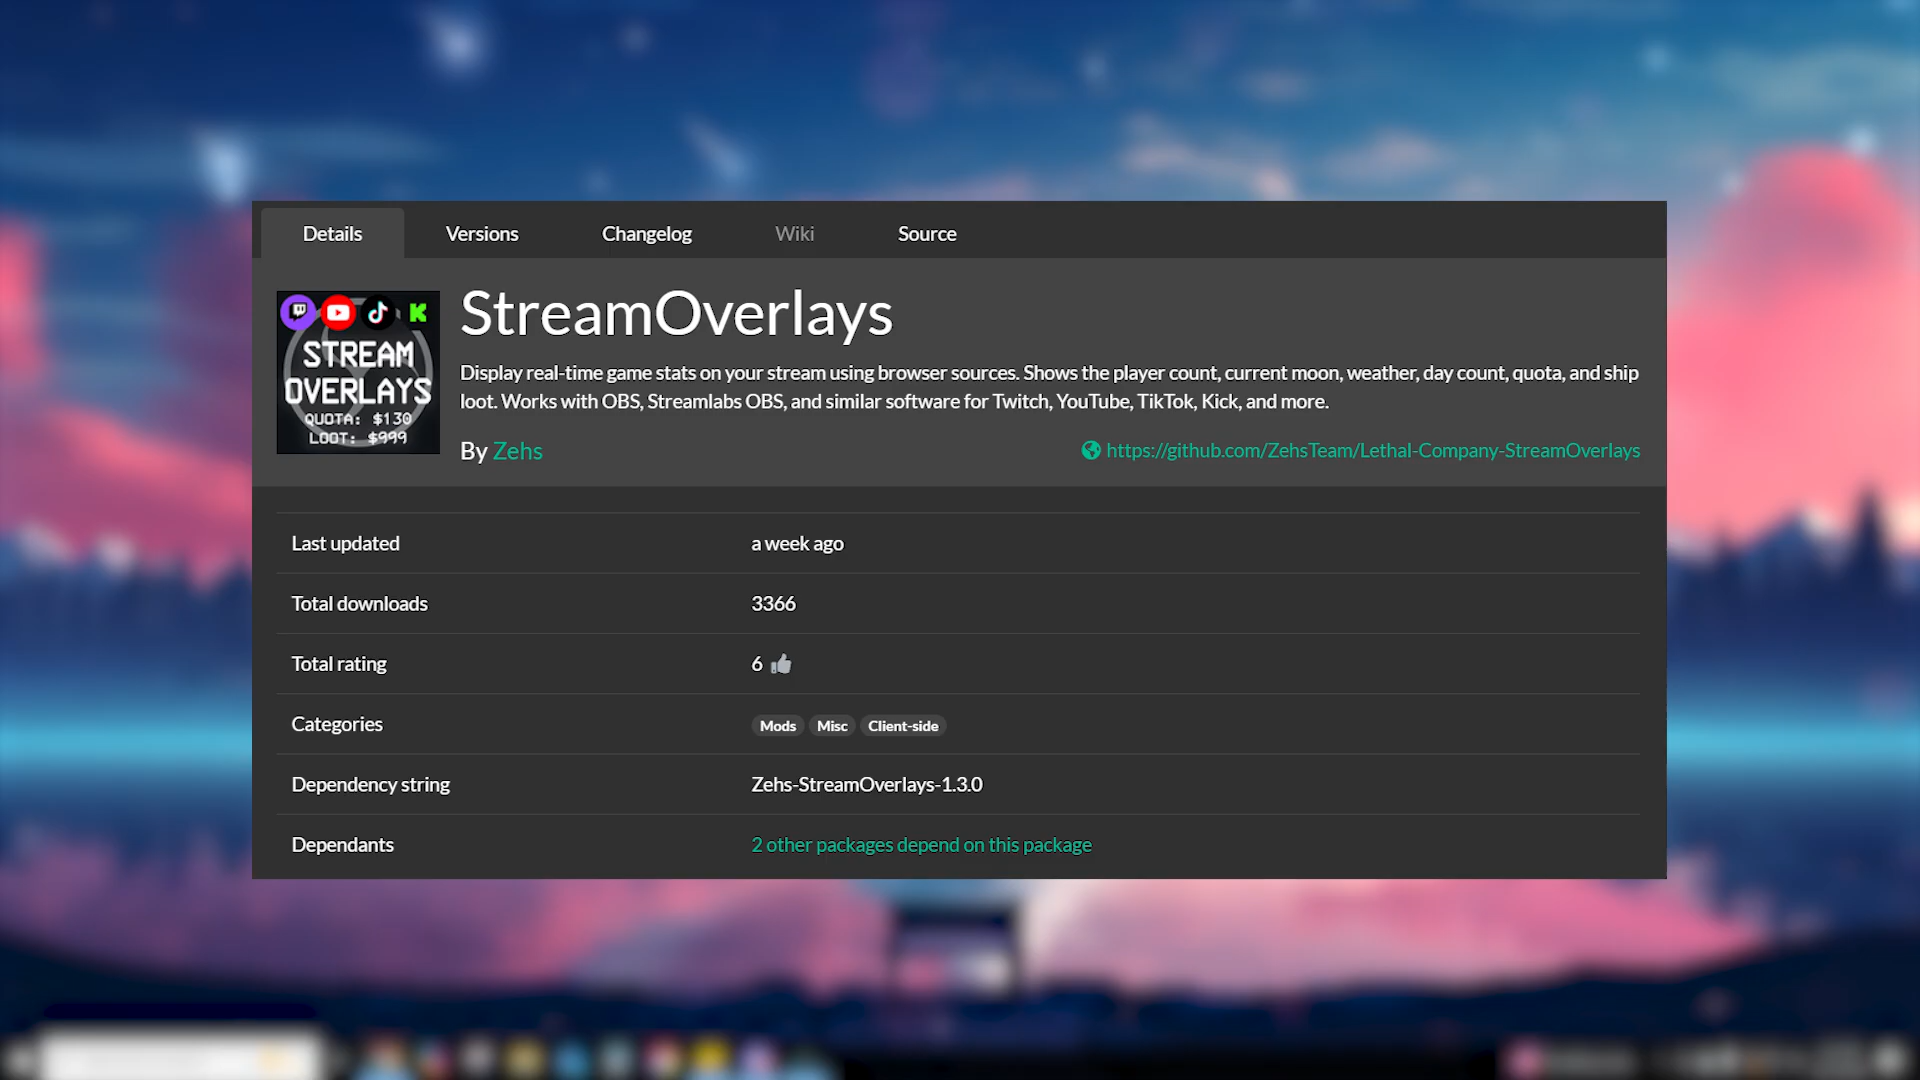 Details Versions Changelog Wiki Source
STREAM
OVERLAYS
QUOTA: $130
LOOT: $999
StreamOverlays
Display real-time game stats on your stream using browser sources. Shows the player count, current moon, weather, day count, quota, and ship
loot. Works with OBS, Streamlabs OBS, and similar software for Twitch, YouTube, TikTok, Kick, and more.
By Zehs https://github.com/ZehsTeam/Lethal-Company-StreamOverlays
Last updated a week ago
Total downloads 3366
Total rating 6
Categories Mods Misc Client-side
Dependency string Zehs-StreamOverlays-1.3.0
Dependants 2 other packages depend on this package